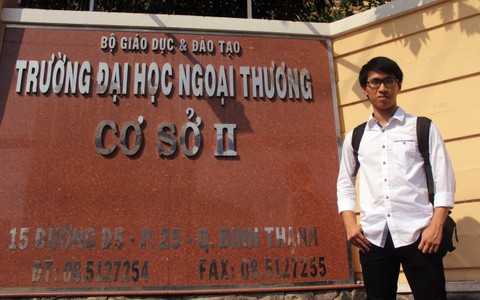 BỘ GIÁO DỤC & ĐÀO TẠO
TRƯỜNG ĐẠI HỌC NGOẠI THƯƠNG
CƠ SỞ II
15 ĐƯỜNG D5 - P. 25 - Q. BÌNH THẠNH
ĐT: 08.5127254 FAX: 08.5127255